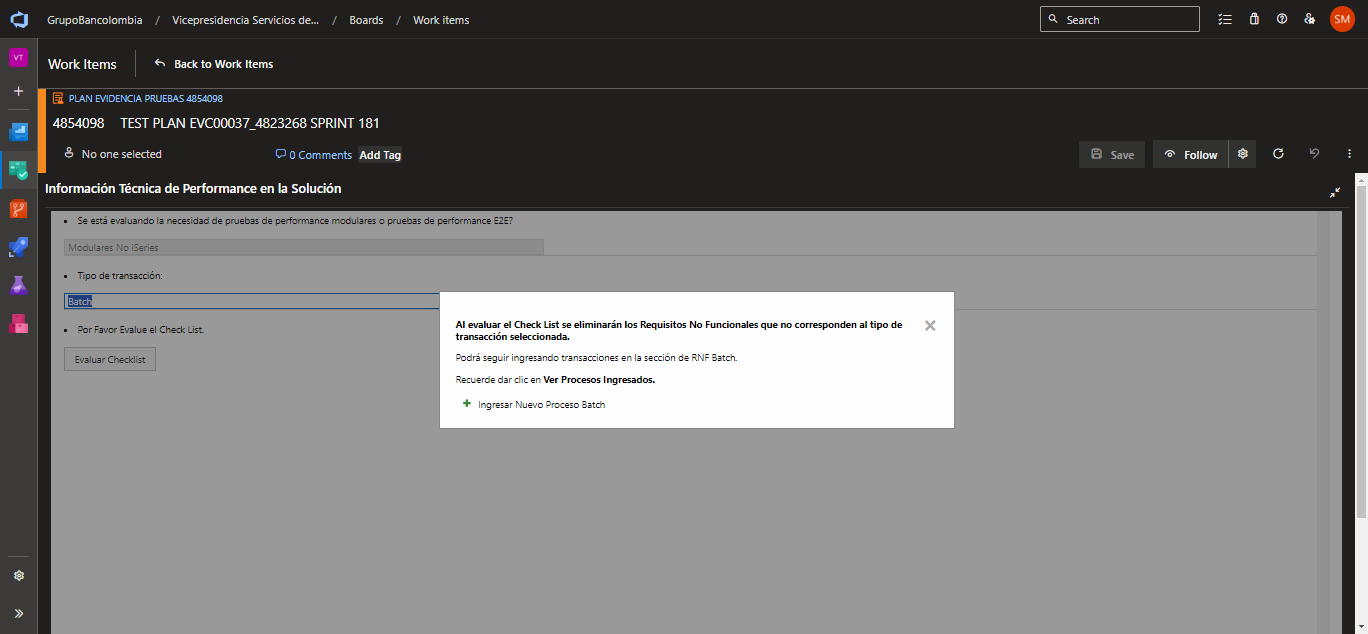 GrupoBancolombia / Vicepresidencia Servicios de... / Boards / Work items
Search
SM
VT
Work Items
Back to Work Items
PLAN EVIDENCIA PRUEBAS 4854098
4854098 TEST PLAN EVC00037_4823268 SPRINT 181
No one selected
0 Comments
Add Tag
Save
Follow
Información Técnica de Performance en la Solución
• Se está evaluando la necesidad de pruebas de performance modulares o pruebas de performance E2E?
Modulares No iSeries
• Tipo de transacción:
Batch
• Por Favor Evalue el Check List.
Evaluar Checklist
Al evaluar el Check List se eliminarán los Requisitos No Funcionales que no corresponden al tipo de
transacción seleccionada.
Podrá seguir ingresando transacciones en la sección de RNF Batch.
Recuerde dar clic en Ver Procesos Ingresados.
Ingresar Nuevo Proceso Batch